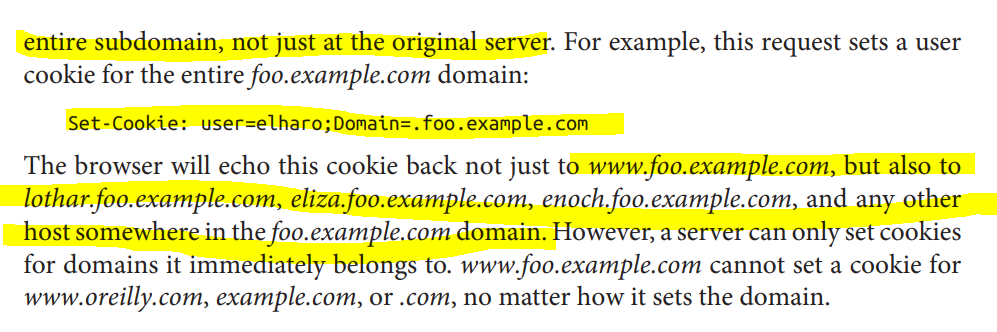 entire subdomain, not just at the original server. For example, this request sets a user
cookie for the entire foo.example.com domain:
Set-Cookie: user=elharo;Domain=.foo.example.com
The browser will echo this cookie back not just to www.foo.example.com, but also to
lothar.foo.example.com, eliza.foo.example.com, enoch.foo.example.com, and any other
host somewhere in the foo.example.com domain. However, a server can only set cookies
for domains it immediately belongs to. www.foo.example.com cannot set a cookie for
www.oreilly.com, example.com, or .com, no matter how it sets the domain.